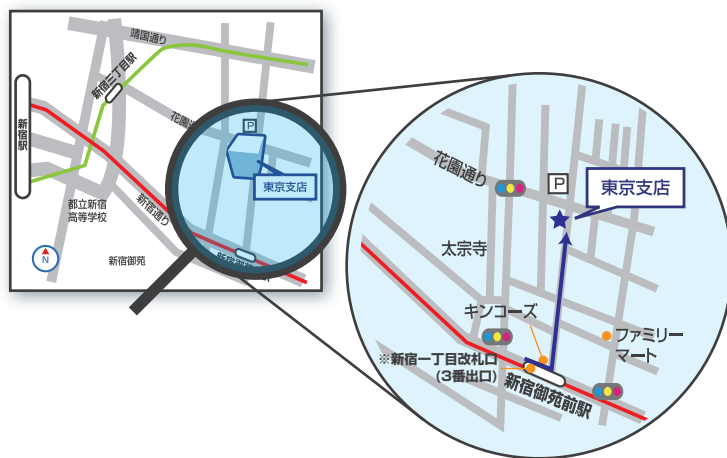 靖国通り
新宿三丁目駅
新宿駅
花園通り
P
東京支店
都立新宿
高等学校
新宿通り
新宿御苑
N
花園通り
P
東京支店
太宗寺
キンコーズ
ファミリー
マート
※新宿一丁目改札口
(3番出口)
新宿御苑前駅